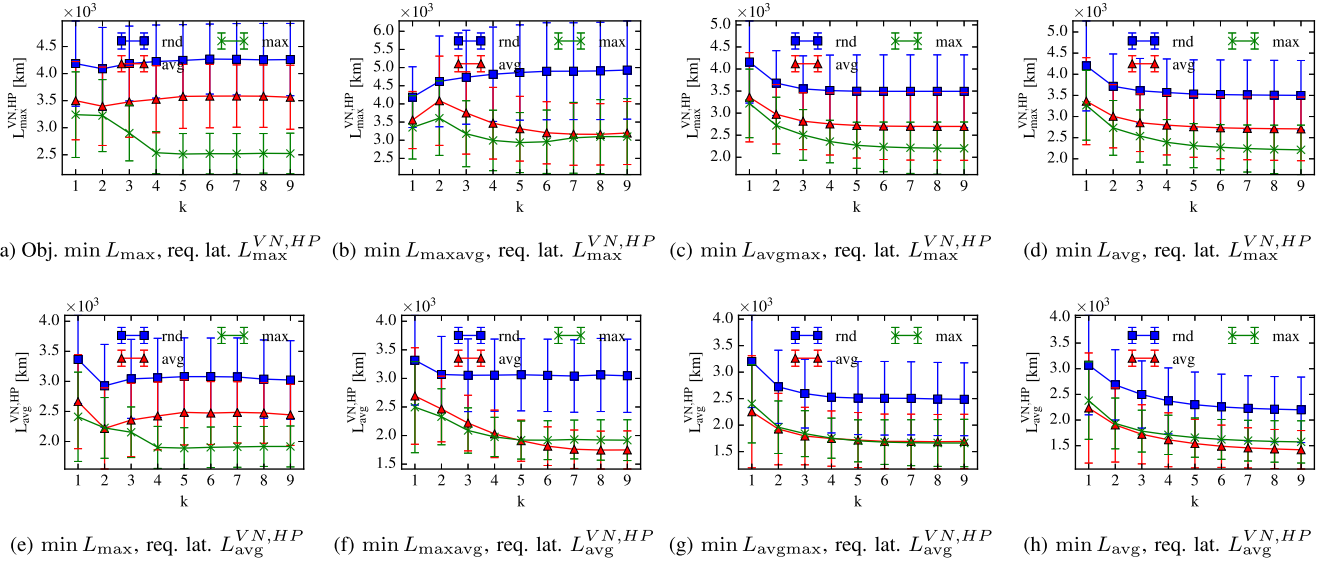 ×10³
4.5
4.0
3.5
3.0
2.5
L_max^{VN,HP} [km]
rnd max
avg
1 2 3 4 5 6 7 8 9
k
a) Obj. min L_max, req. lat. L_max^{VN,HP}
×10³
6.0
5.5
5.0
4.5
4.0
3.5
3.0
2.5
L_max^{VN,HP} [km]
rnd max
avg
1 2 3 4 5 6 7 8 9
k
(b) min L_maxavg, req. lat. L_max^{VN,HP}
×10³
5.0
4.5
4.0
3.5
3.0
2.5
2.0
L_max^{VN,HP} [km]
rnd max
avg
1 2 3 4 5 6 7 8 9
k
(c) min L_avgmax, req. lat. L_max^{VN,HP}
×10³
5.0
4.5
4.0
3.5
3.0
2.5
2.0
L_max^{VN,HP} [km]
rnd max
avg
1 2 3 4 5 6 7 8 9
k
(d) min L_avg, req. lat. L_max^{VN,HP}
×10³
4.0
3.5
3.0
2.5
2.0
L_avg^{VN,HP} [km]
rnd max
avg
1 2 3 4 5 6 7 8 9
k
(e) min L_max, req. lat. L_avg^{VN,HP}
×10³
4.0
3.5
3.0
2.5
2.0
1.5
L_avg^{VN,HP} [km]
rnd max
avg
1 2 3 4 5 6 7 8 9
k
(f) min L_maxavg, req. lat. L_avg^{VN,HP}
×10³
4.0
3.5
3.0
2.5
2.0
1.5
L_avg^{VN,HP} [km]
rnd max
avg
1 2 3 4 5 6 7 8 9
k
(g) min L_avgmax, req. lat. L_avg^{VN,HP}
×10³
4.0
3.5
3.0
2.5
2.0
1.5
L_avg^{VN,HP} [km]
rnd max
avg
1 2 3 4 5 6 7 8 9
k
(h) min L_avg, req. lat. L_avg^{VN,HP}